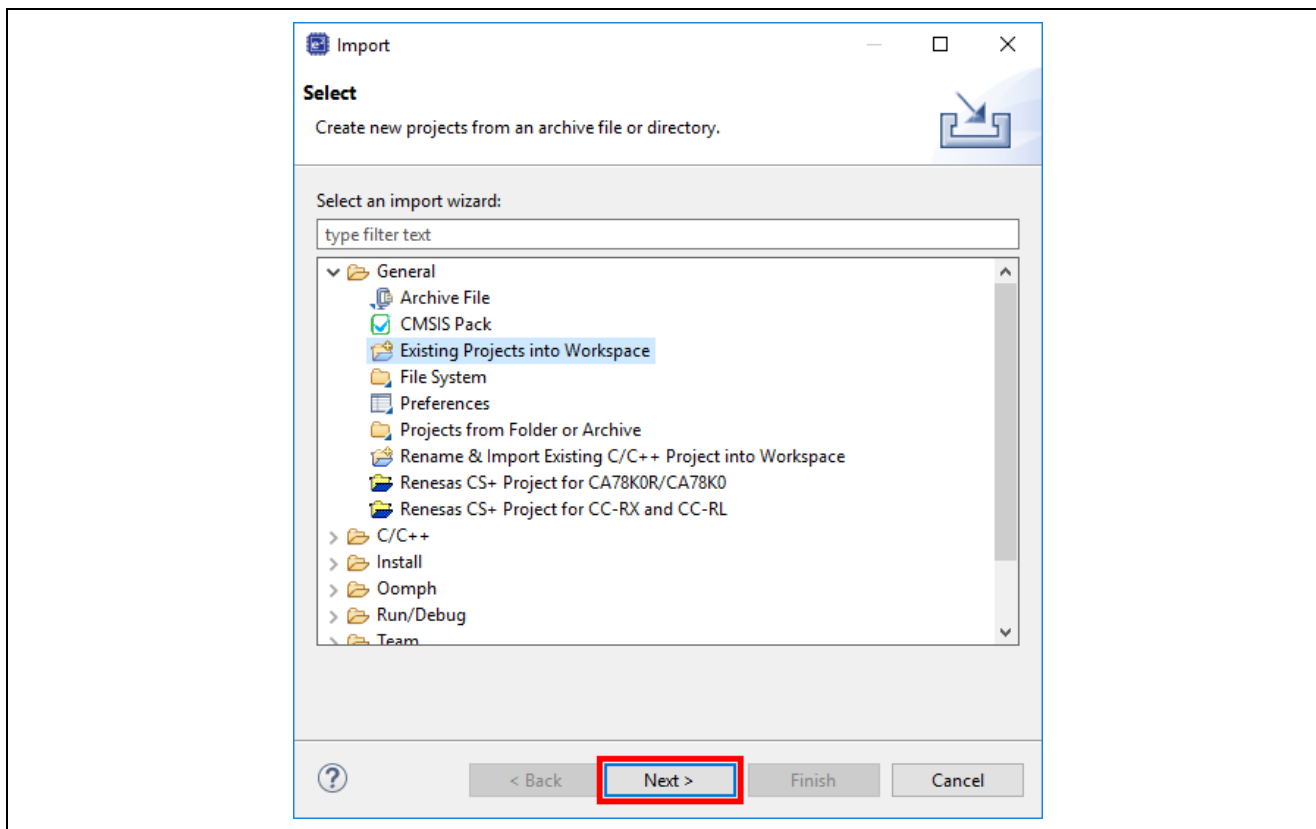 Import
Select
Create new projects from an archive file or directory.
Select an import wizard:
type filter text
General
Archive File
CMSIS Pack
Existing Projects into Workspace
File System
Preferences
Projects from Folder or Archive
Rename & Import Existing C/C++ Project into Workspace
Renesas CS+ Project for CA78K0R/CA78K0
Renesas CS+ Project for CC-RX and CC-RL
C/C++
Install
Oomph
Run/Debug
Team
? < Back Next > Finish Cancel